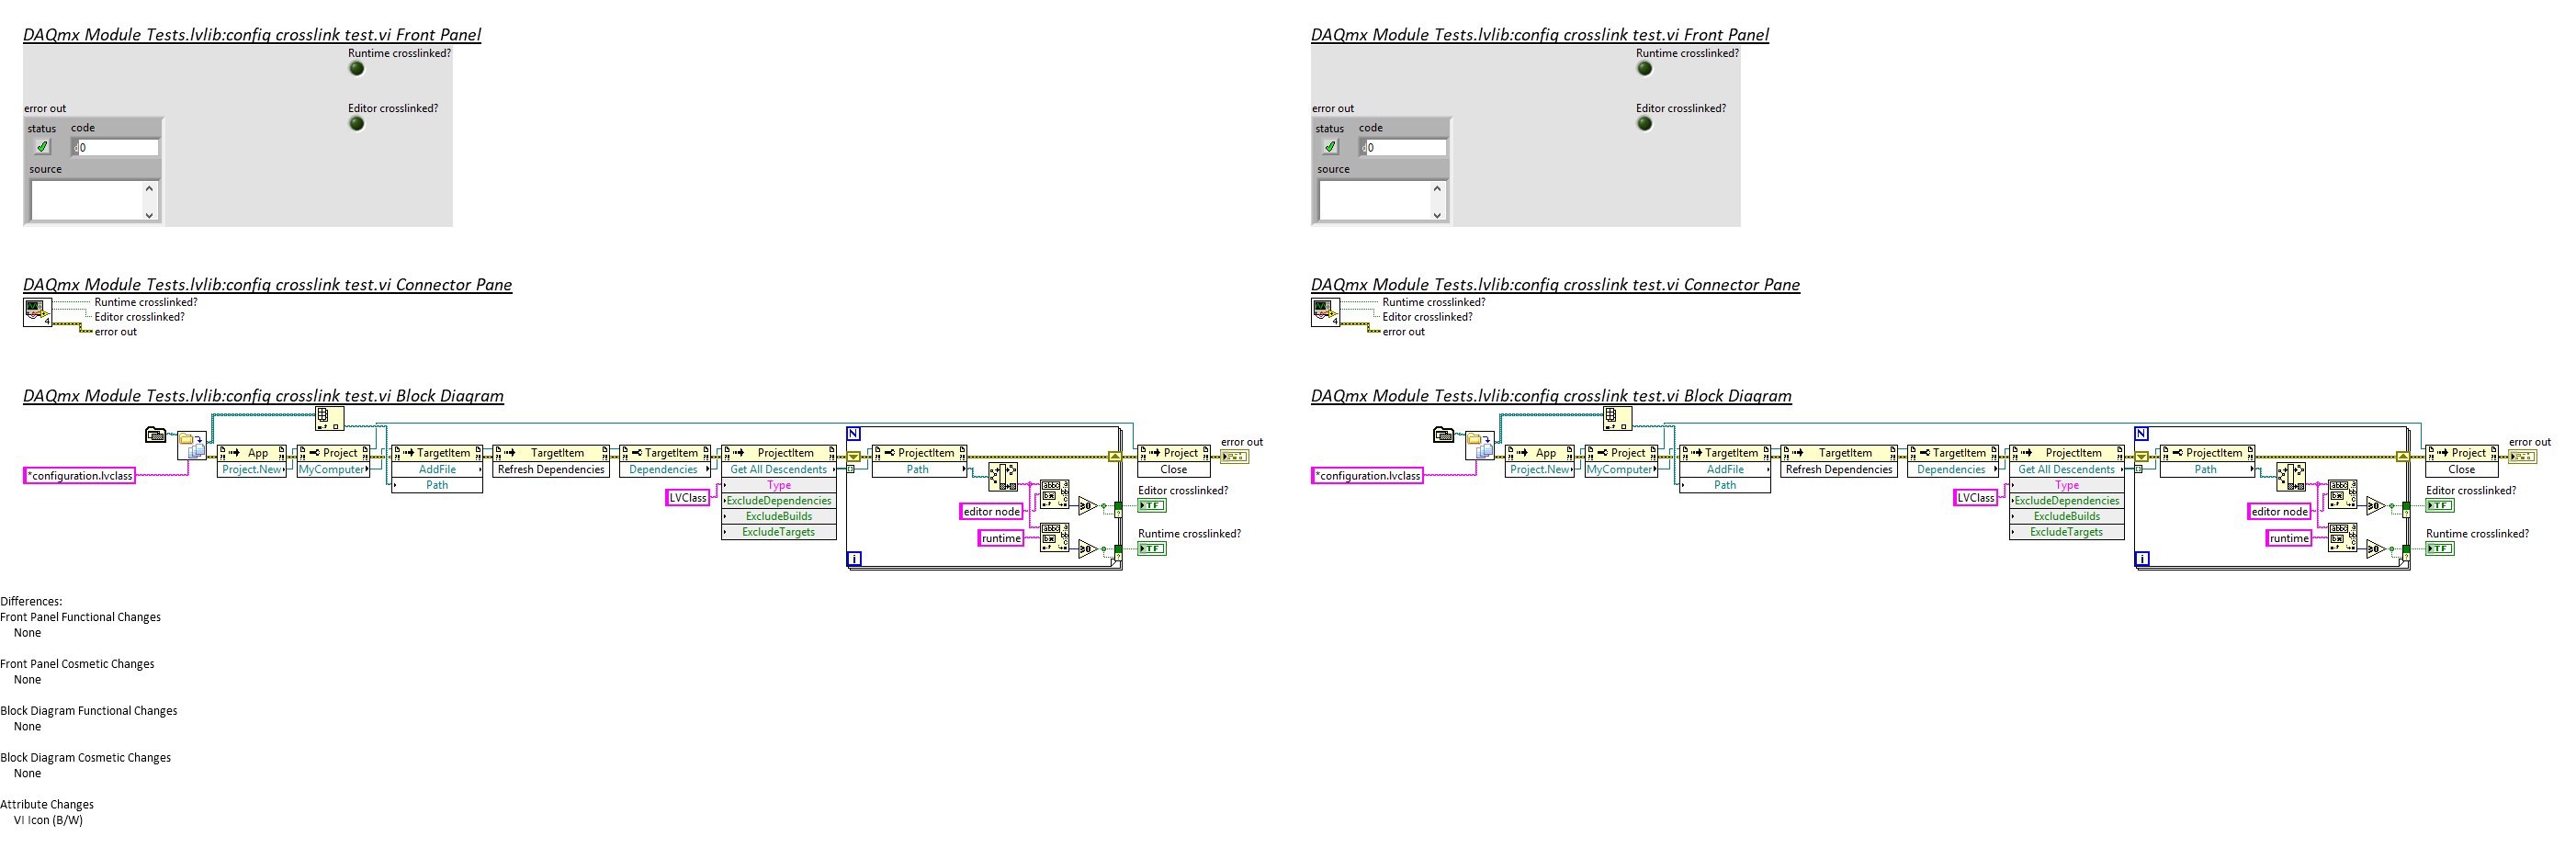 DAQmx Module Tests.lvlib:config crosslink test.vi Front Panel
Runtime crosslinked?
error out
Editor crosslinked?
status
code
0
source
DAQmx Module Tests.lvlib:config crosslink test.vi Connector Pane
4
Runtime crosslinked?
Editor crosslinked?
error out
DAQmx Module Tests.lvlib:config crosslink test.vi Block Diagram
*configuration.lvclass
App
Project.New
Project
MyComputer
TargetItem
AddFile
Path
TargetItem
Refresh Dependencies
TargetItem
Dependencies
LVClass
ProjectItem
Get All Descendents
Type
ExcludeDependencies
ExcludeBuilds
ExcludeTargets
N
i
ProjectItem
Path
editor node
runtime
≥0
≥0
Project
Close
error out
Editor crosslinked?
TF
Runtime crosslinked?
TF
DAQmx Module Tests.lvlib:config crosslink test.vi Front Panel
Runtime crosslinked?
error out
Editor crosslinked?
status
code
0
source
DAQmx Module Tests.lvlib:config crosslink test.vi Connector Pane
4
Runtime crosslinked?
Editor crosslinked?
error out
DAQmx Module Tests.lvlib:config crosslink test.vi Block Diagram
*configuration.lvclass
App
Project.New
Project
MyComputer
TargetItem
AddFile
Path
TargetItem
Refresh Dependencies
TargetItem
Dependencies
LVClass
ProjectItem
Get All Descendents
Type
ExcludeDependencies
ExcludeBuilds
ExcludeTargets
N
i
ProjectItem
Path
editor node
runtime
≥0
≥0
Project
Close
error out
Editor crosslinked?
TF
Runtime crosslinked?
TF
Differences:
Front Panel Functional Changes
None
Front Panel Cosmetic Changes
None
Block Diagram Functional Changes
None
Block Diagram Cosmetic Changes
None
Attribute Changes
VI Icon (B/W)